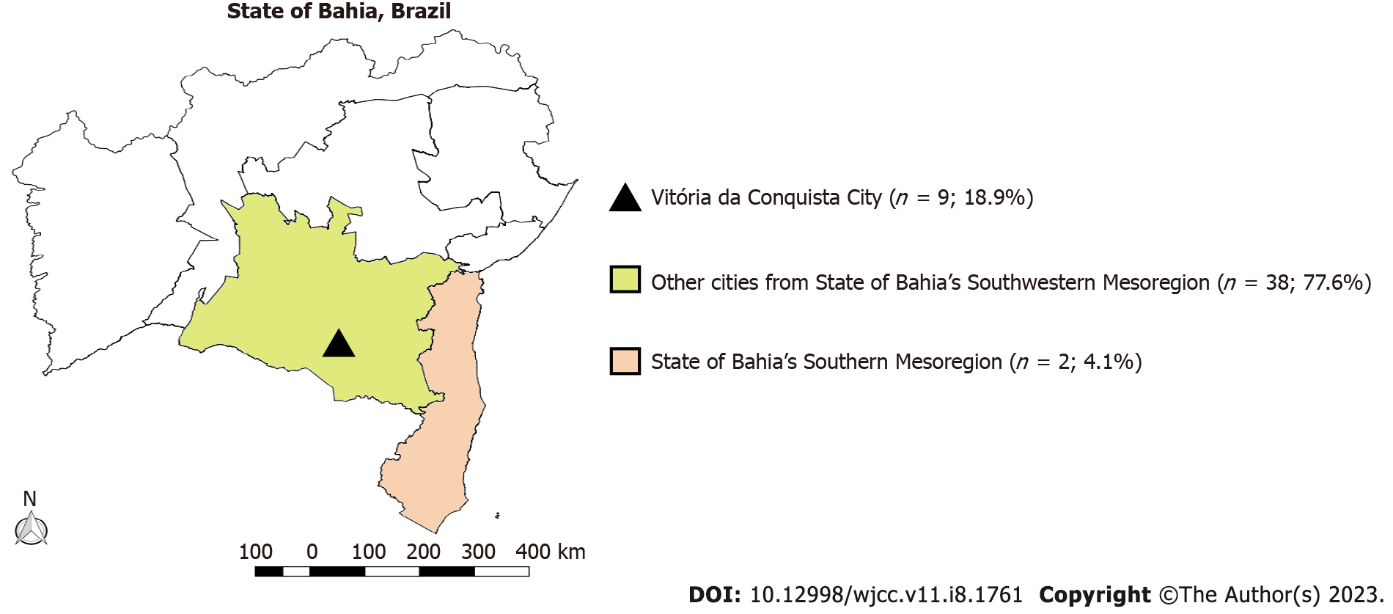 State of Bahia, Brazil
Vitória da Conquista City (n = 9; 18.9%)
Other cities from State of Bahia’s Southwestern Mesoregion (n = 38; 77.6%)
State of Bahia’s Southern Mesoregion (n = 2; 4.1%)
N
100 0 100 200 300 400 km
DOI: 10.12998/wjcc.v11.i8.1761 Copyright ©The Author(s) 2023.